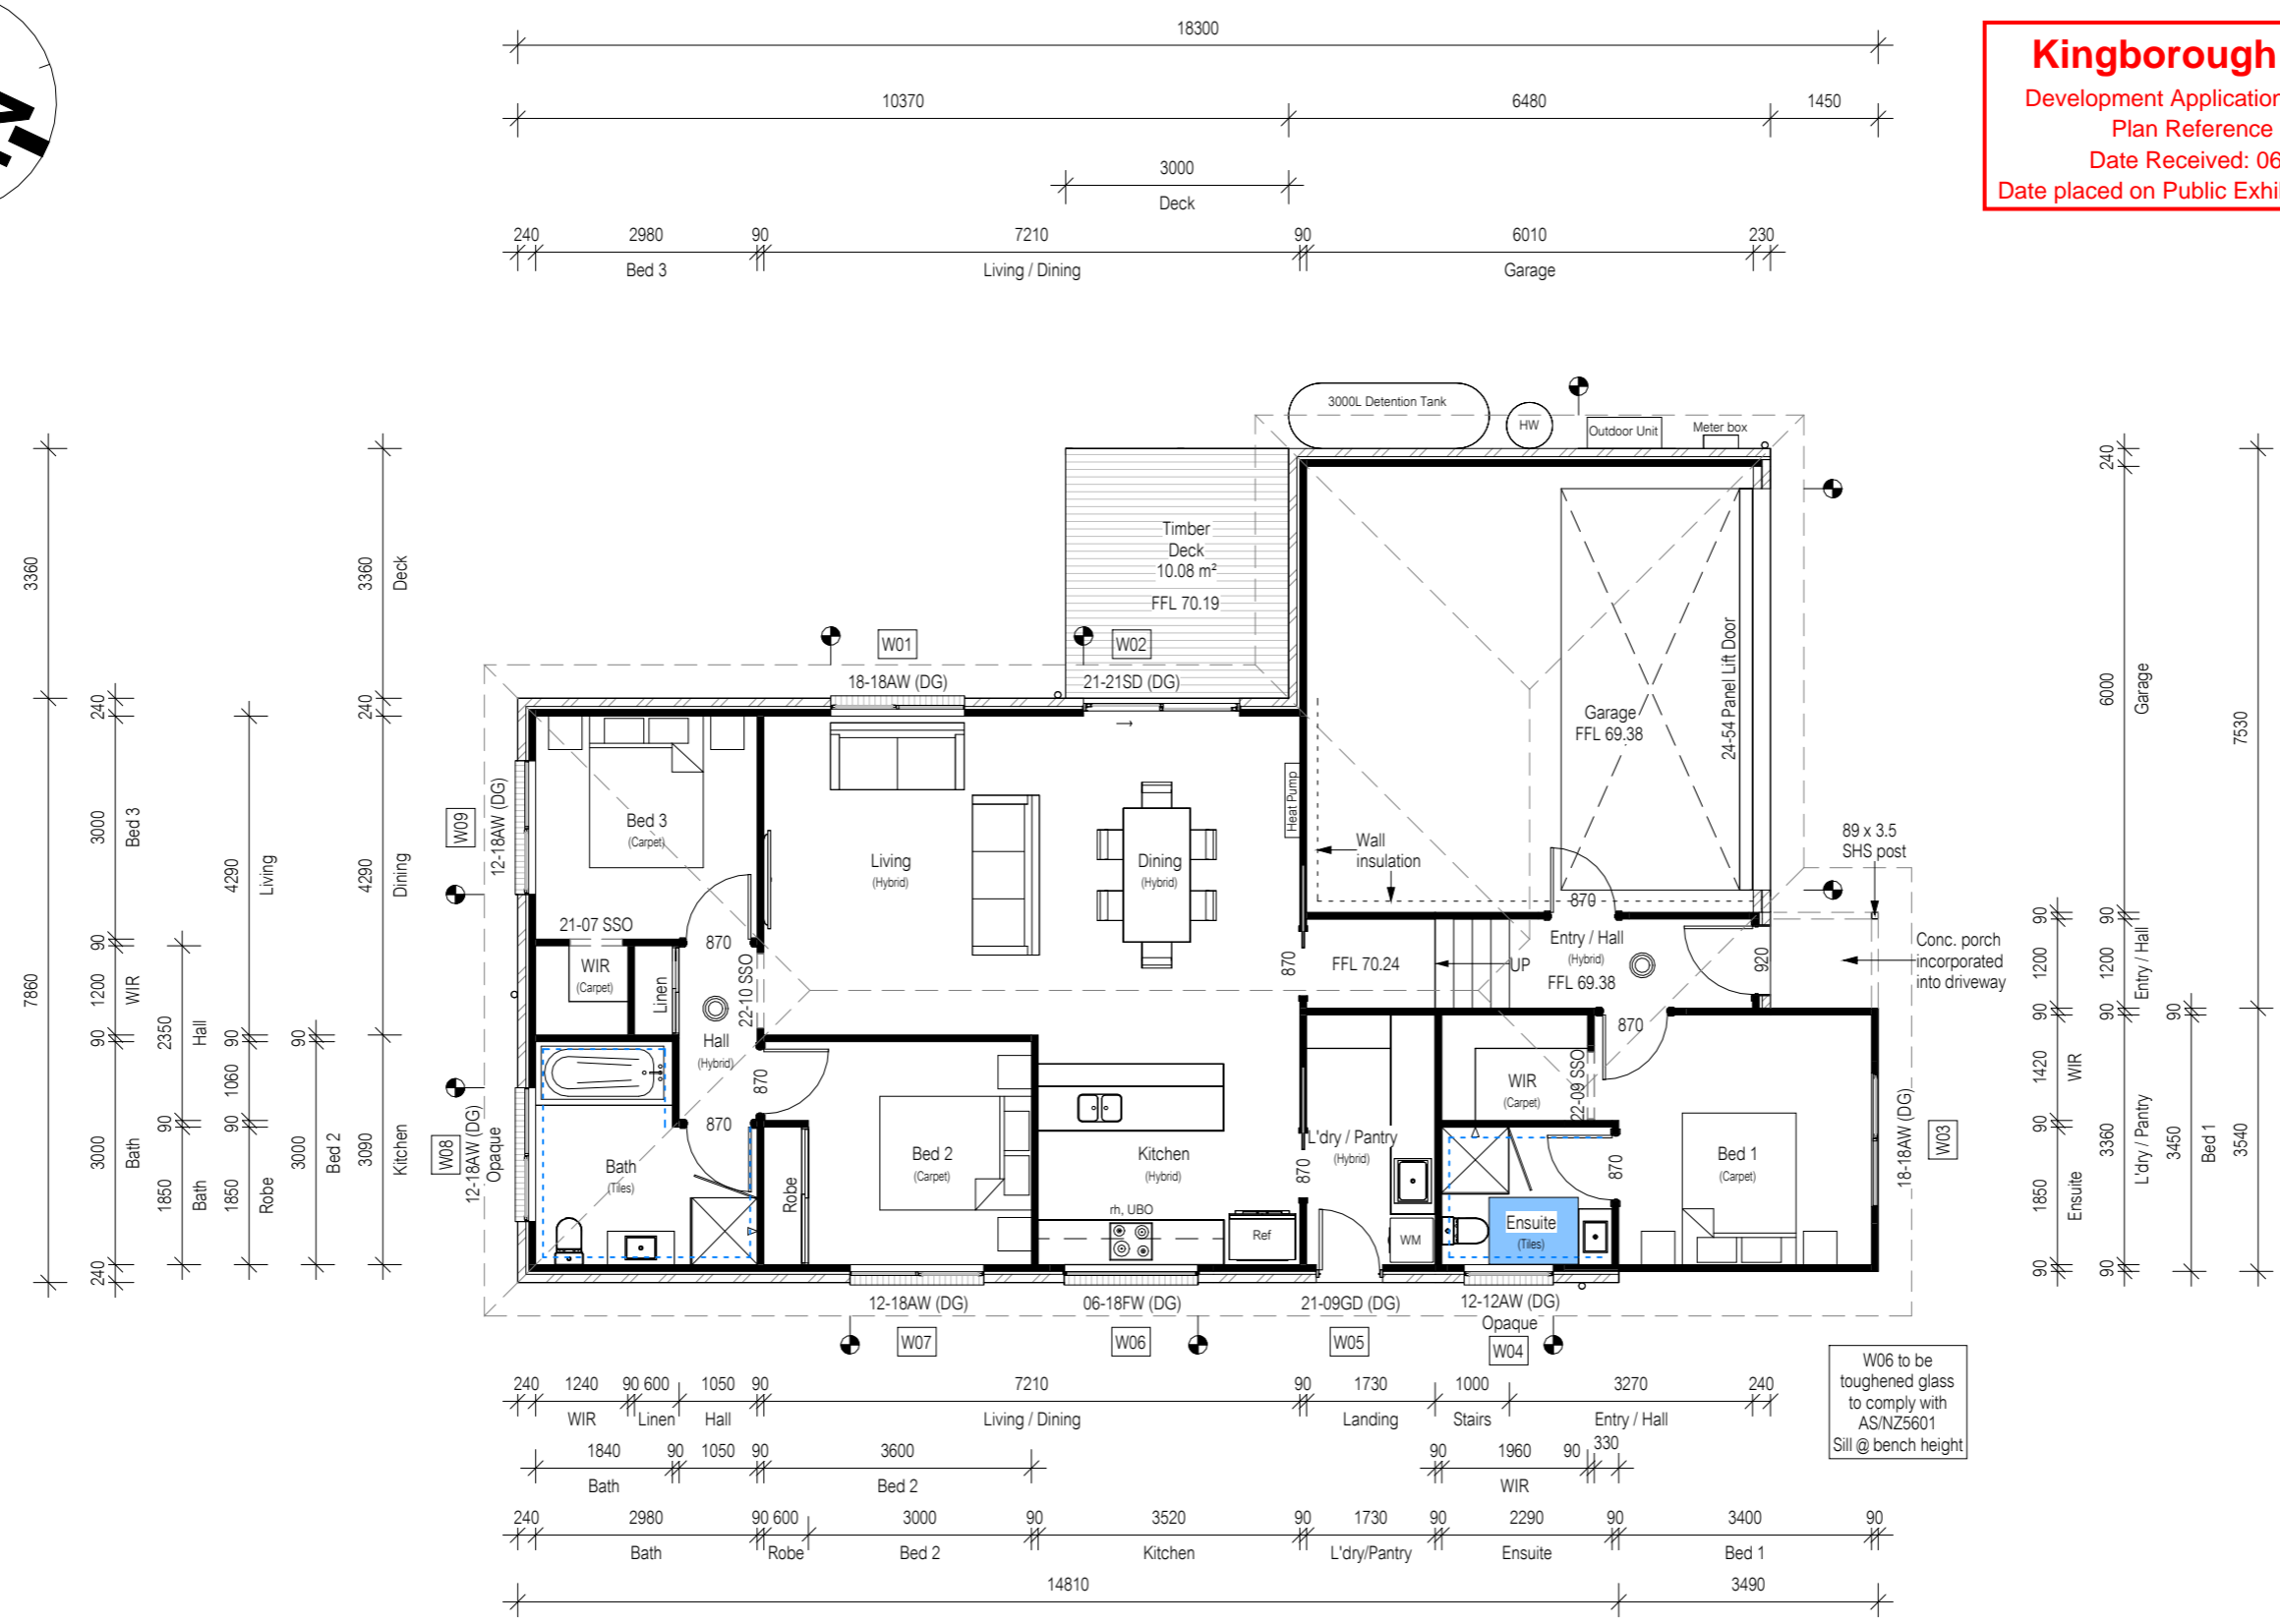 18300
Kingborough
Development Application
Plan Reference
Date Received: 06
Date placed on Public Exhi
10370
6480
1450
3000
Deck
240
2980
90
7210
90
6010
230
Bed 3
Living / Dining
Garage
3000L Detention Tank
HW
Outdoor Unit
Meter box
3360
3360
Deck
240
6000
Garage
7530
Timber
Deck
10.08 m²
FFL 70.19
W01
W02
18-18AW (DG)
21-21SD (DG)
Garage
FFL 69.38
24-54 Panel Lift Door
240
240
7860
3000
Bed 3
4290
Living
4290
Dining
W09
12-18AW (DG)
Bed 3
(Carpet)
Living
(Hybrid)
Dining
(Hybrid)
Heat Pump
Wall
insulation
89 x 3.5
SHS post
21-07 SSO
870
870
90
1200
WIR
90
WIR
(Carpet)
Linen
22-10 SSO
870
FFL 70.24
UP
Entry / Hall
(Hybrid)
FFL 69.38
920
Conc. porch
incorporated
into driveway
90
1200
90
90
1200
Entry / Hall
90
90
2350
Hall
90
1060
90
90
Hall
(Hybrid)
870
870
870
3000
Bath
90
1850
Bath
1850
Robe
3000
Bed 2
3090
Kitchen
240
W08
12-18AW (DG)
Opaque
Bath
(Tiles)
Robe
Bed 2
(Carpet)
Kitchen
(Hybrid)
rh, UBO
Ref
870
L'dry / Pantry
(Hybrid)
WM
WIR
(Carpet)
22-09 SSO
870
Ensuite
(Tiles)
Bed 1
(Carpet)
18-18AW (DG)
W03
1420
WIR
90
1850
Ensuite
90
3360
L'dry / Pantry
90
3450
Bed 1
3540
12-18AW (DG)
06-18FW (DG)
21-09GD (DG)
12-12AW (DG)
Opaque
W07
W06
W05
W04
W06 to be
toughened glass
to comply with
AS/NZ5601
Sill @ bench height
240
1240
90
600
1050
90
7210
90
1730
1000
3270
240
WIR
Linen
Hall
Living / Dining
Landing
Stairs
Entry / Hall
1840
90
1050
90
3600
90
1960
90
330
Bath
Bed 2
WIR
240
2980
90
600
3000
90
3520
90
1730
90
2290
90
3400
90
Bath
Robe
Bed 2
Kitchen
L'dry/Pantry
Ensuite
Bed 1
14810
3490